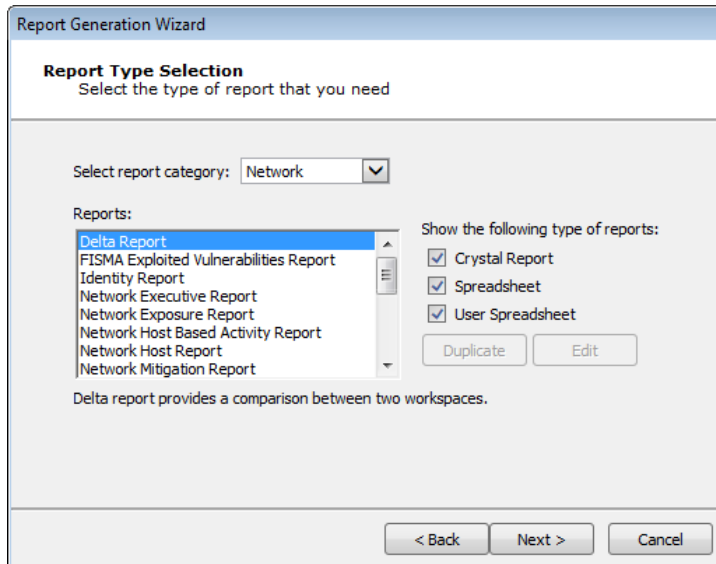 Report Generation Wizard
Report Type Selection
Select the type of report that you need
Select report category: Network
Reports:
Delta Report
FISMA Exploited Vulnerabilities Report
Identity Report
Network Executive Report
Network Exposure Report
Network Host Based Activity Report
Network Host Report
Network Mitigation Report
Show the following type of reports:
Crystal Report
Spreadsheet
User Spreadsheet
Duplicate Edit
Delta report provides a comparison between two workspaces.
< Back Next > Cancel